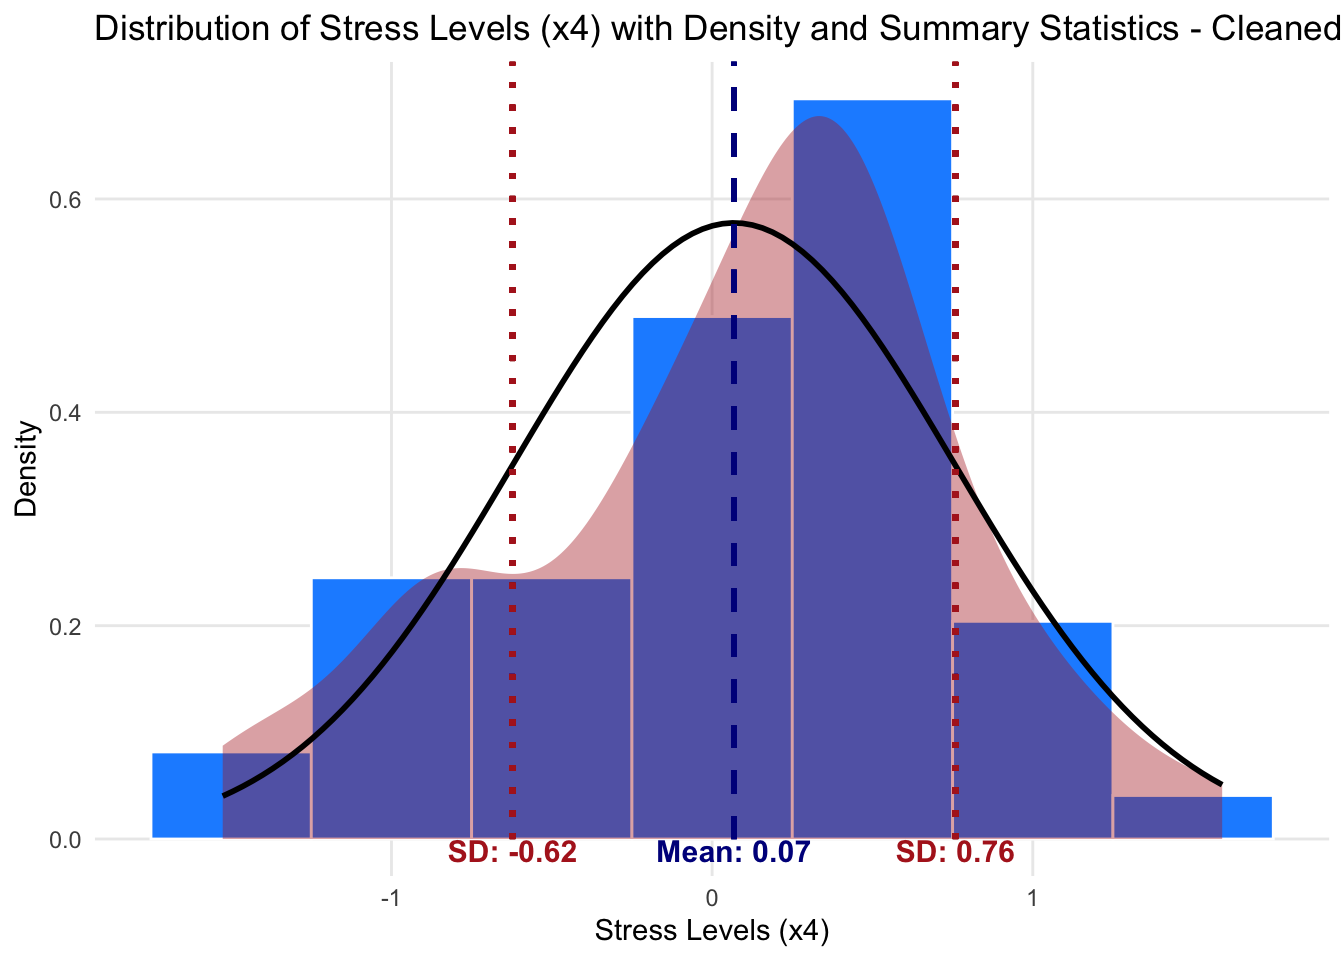 Distribution of Stress Levels (x4) with Density and Summary Statistics - Cleaned
0.6
0.4
0.2
0.0
Density
SD: -0.62
Mean: 0.07
SD: 0.76
-1
0
1
Stress Levels (x4)